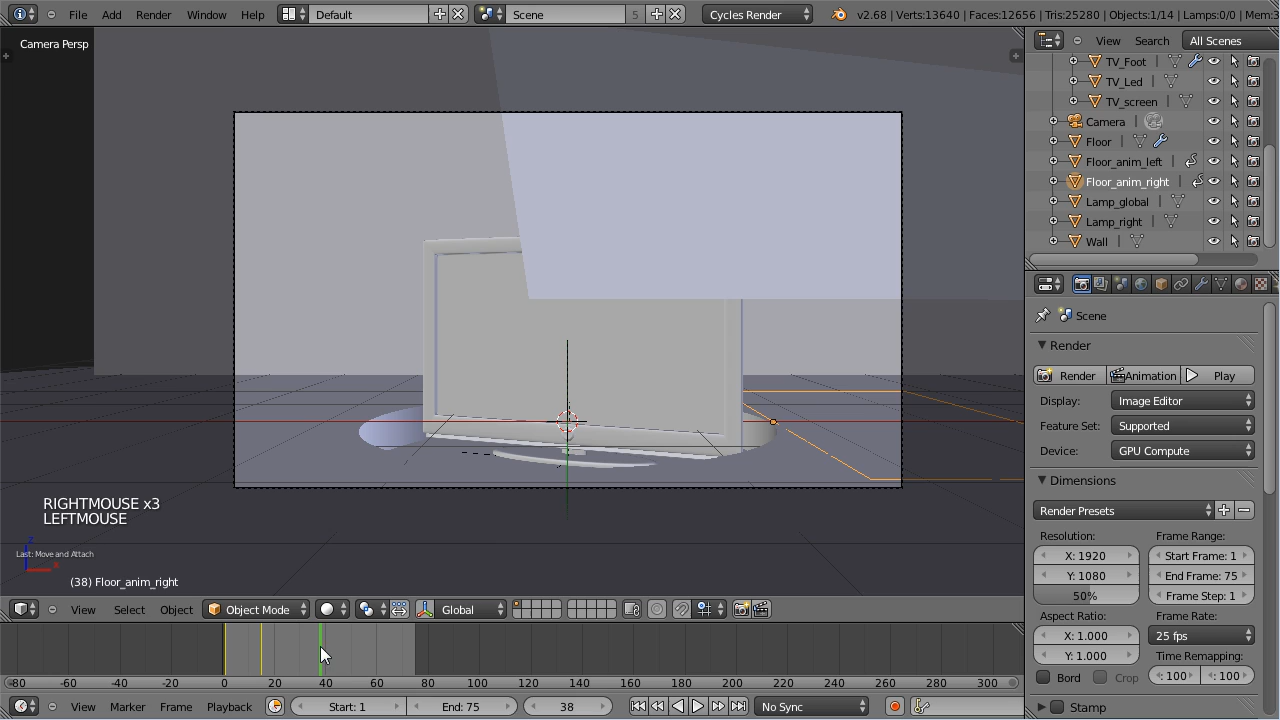 File Add Render Window Help Default Scene 5 Cycles Render v2.68 | Verts:13640 | Faces:12656 | Tris:25280 | Objects:1/14 | Lamps:0/0 | Mem:
Camera Persp
View Search All Scenes
TV_Foot
TV_Led
TV_screen
Camera
Floor
Floor_anim_left
Floor_anim_right
Lamp_global
Lamp_right
Wall
Scene
Render
Render Animation Play
Display: Image Editor
Feature Set: Supported
Device: GPU Compute
Dimensions
Render Presets
Resolution: Frame Range:
X: 1920 Start Frame: 1
Y: 1080 End Frame: 75
50% Frame Step: 1
Aspect Ratio: Frame Rate:
X: 1.000 25 fps
Y: 1.000 Time Remapping:
Bord Crop : 100 : 100
Stamp
RIGHTMOUSE x3
LEFTMOUSE
Last: Move and Attach
z
x
(38) Floor_anim_right
View Select Object Object Mode Global
-80 -60 -40 -20 0 20 40 60 80 100 120 140 160 180 200 220 240 260 280 300
View Marker Frame Playback Start: 1 End: 75 38 No Sync